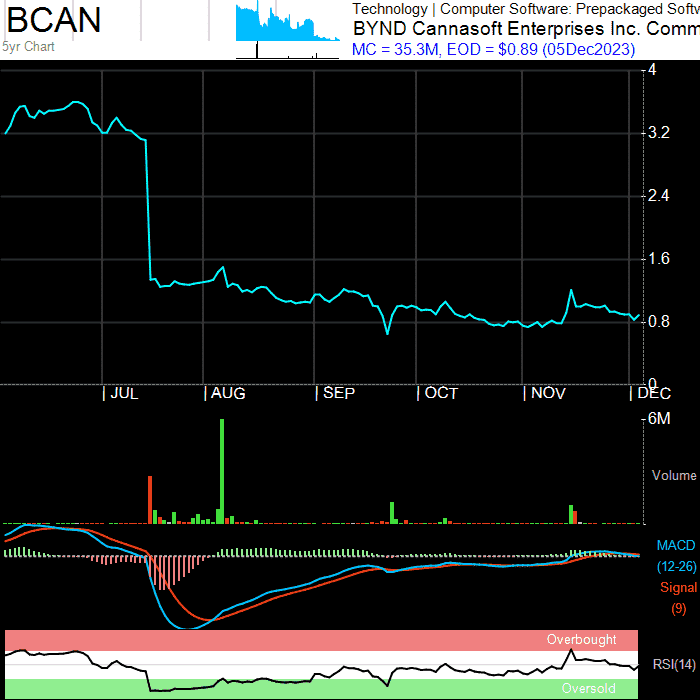 BCAN
5yr Chart
Technology | Computer Software: Prepackaged Softw
BYND Cannasoft Enterprises Inc. Comm
MC = 35.3M, EOD = $0.89 (05Dec2023)
4
3.2
2.4
1.6
0.8
0
JUL AUG SEP OCT NOV DEC
6M
Volume
MACD
(12-26)
Signal
(9)
Overbought
RSI(14)
Oversold